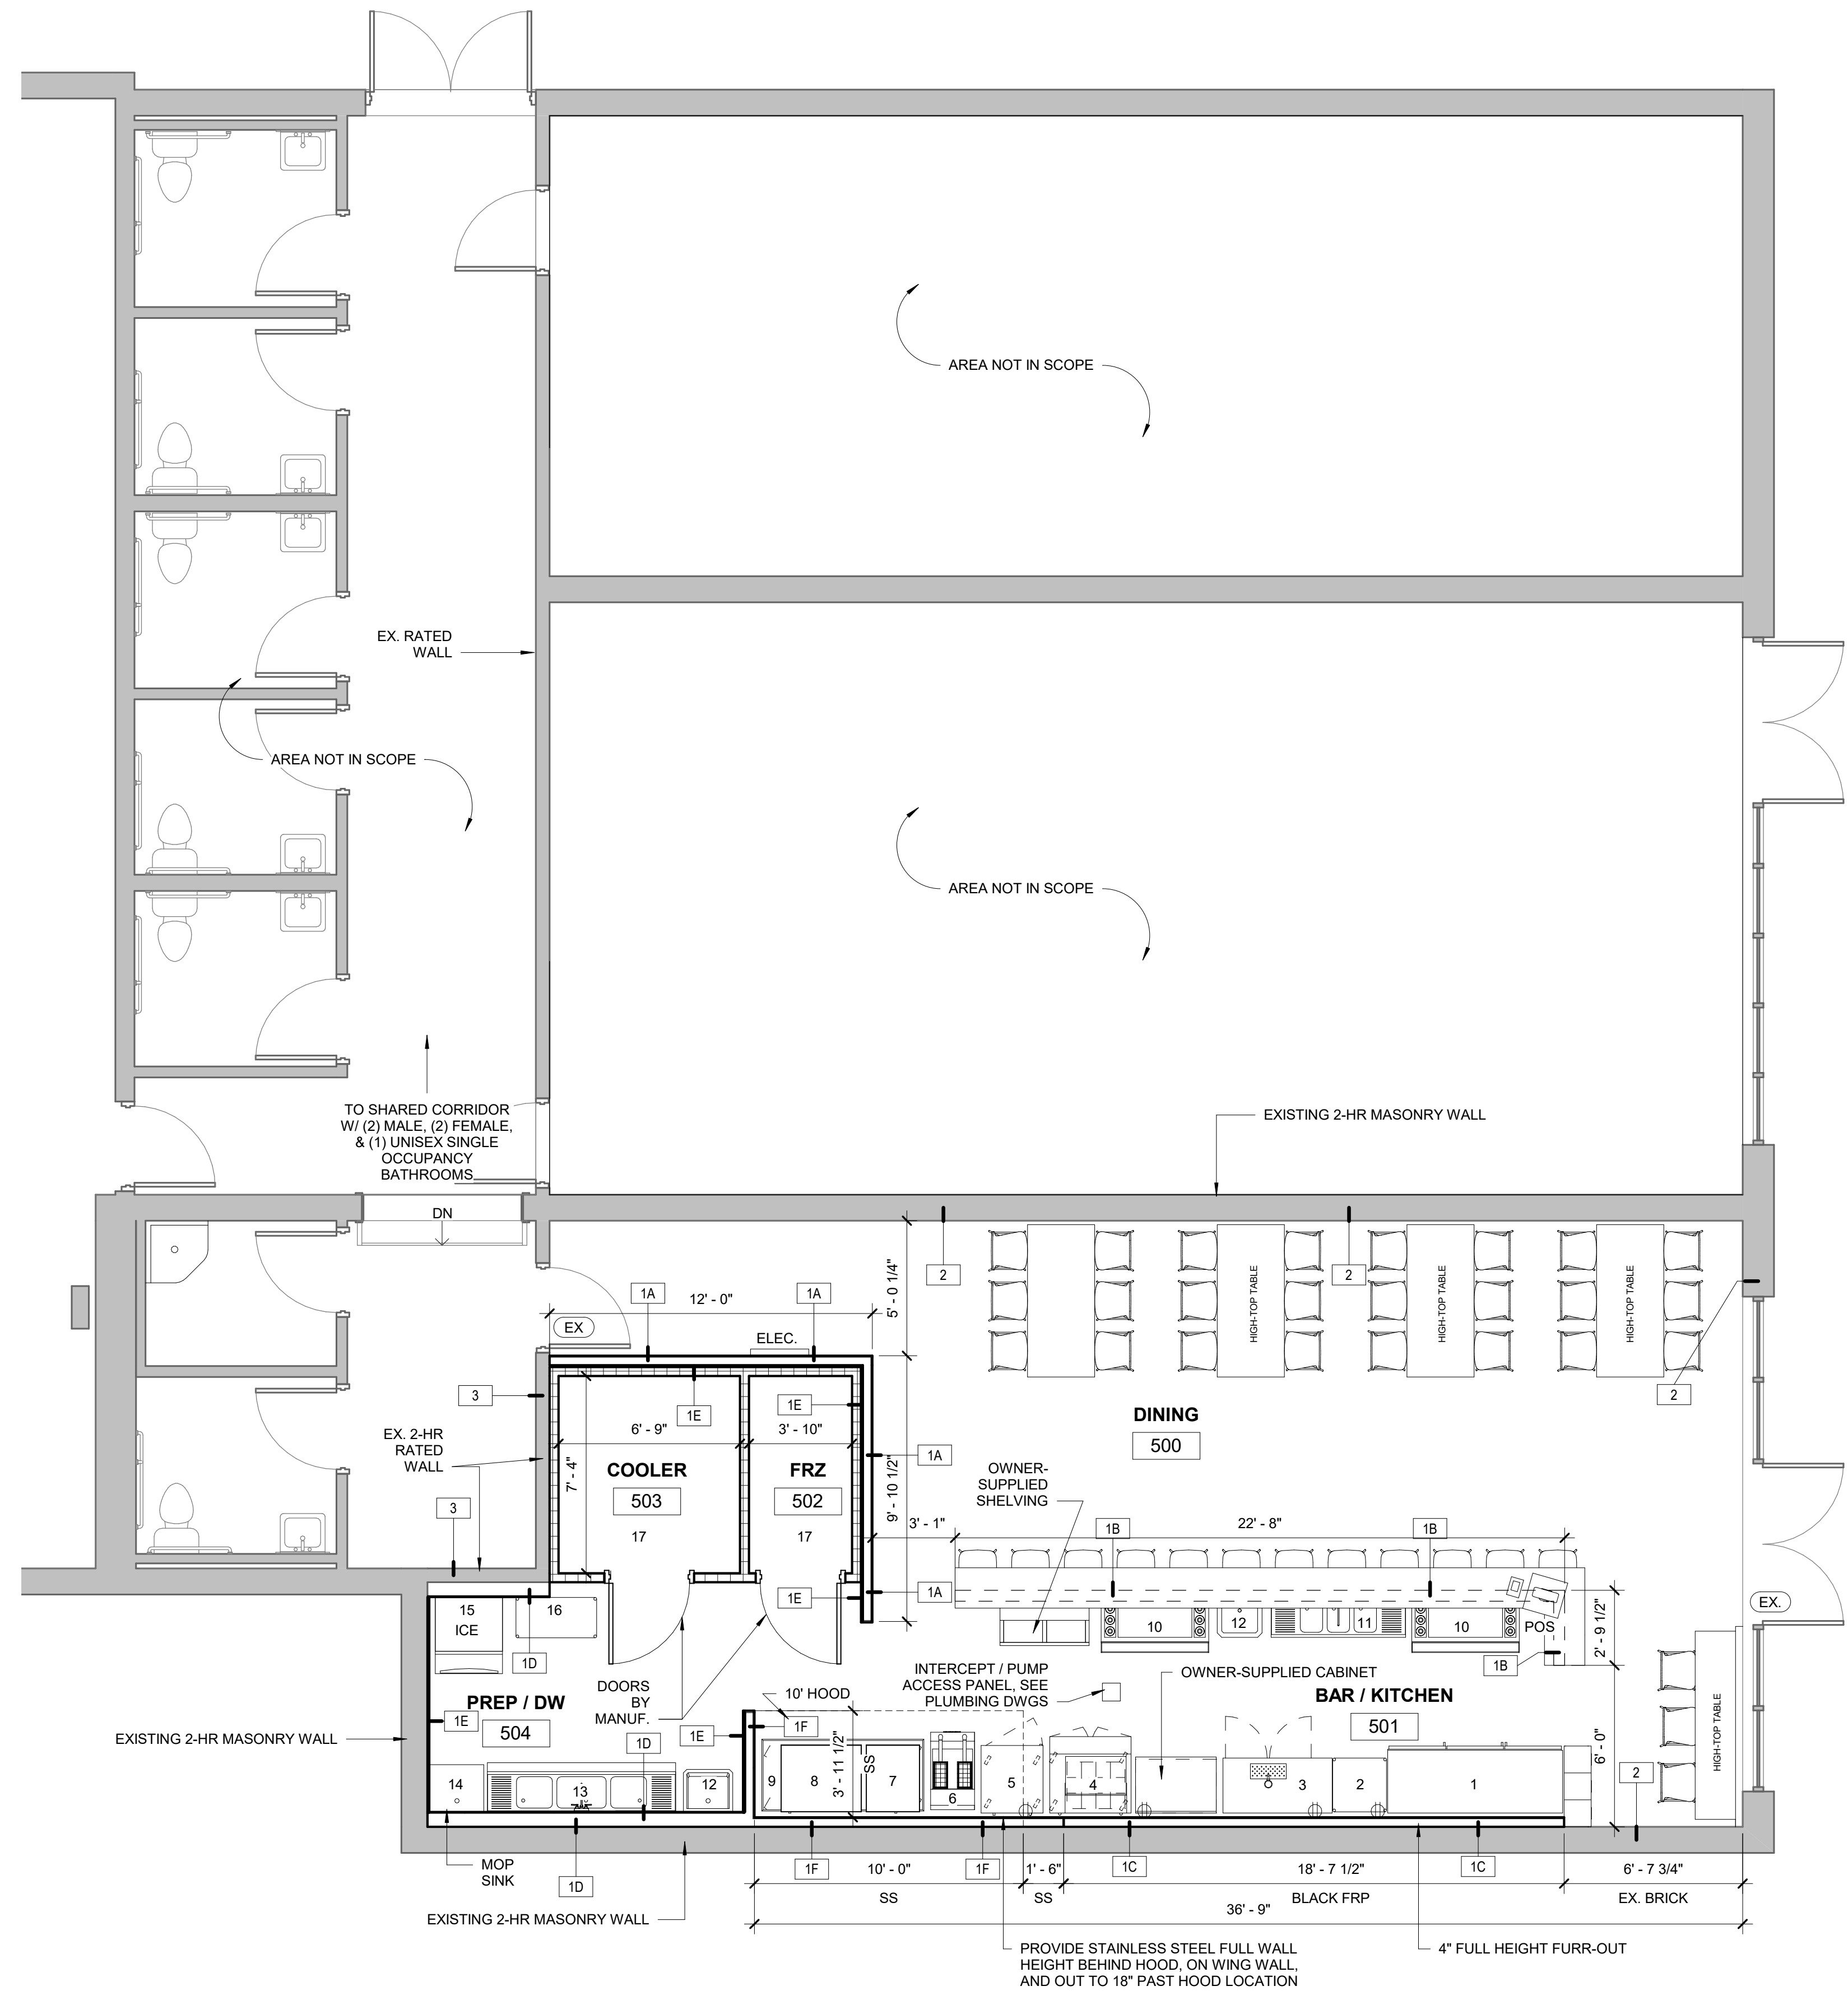 AREA NOT IN SCOPE
EX. RATED
WALL
AREA NOT IN SCOPE
AREA NOT IN SCOPE
TO SHARED CORRIDOR
W/ (2) MALE, (2) FEMALE,
& (1) UNISEX SINGLE
OCCUPANCY
BATHROOMS
EXISTING 2-HR MASONRY WALL
DN
2
2
2
HIGH-TOP TABLE
HIGH-TOP TABLE
HIGH-TOP TABLE
5' - 0 1/4"
1A
12' - 0"
1A
EX
ELEC.
3
1E
1E
6' - 9"
3' - 10"
7' - 4"
DINING
500
EX. 2-HR
RATED
WALL
COOLER
503
17
FRZ
502
17
1A
9' - 10 1/2"
OWNER-
SUPPLIED
SHELVING
3
3' - 1"
22' - 8"
1B
1B
1E
1A
EX.
15
ICE
16
10
12
11
10
POS
2' - 9 1/2"
1D
1B
DOORS
BY
MANUF.
INTERCEPT / PUMP
ACCESS PANEL, SEE
PLUMBING DWGS
OWNER-SUPPLIED CABINET
10' HOOD
BAR / KITCHEN
501
PREP / DW
504
1E
1E
1F
1D
HIGH-TOP TABLE
6' - 0"
EXISTING 2-HR MASONRY WALL
14
13
12
9
8
3' - 11 1/2"
SS
7
6
5
4
3
2
1
2
MOP
SINK
1D
1F
1F
1C
1C
10' - 0"
1' - 6"
18' - 7 1/2"
6' - 7 3/4"
SS
SS
BLACK FRP
EX. BRICK
36' - 9"
EXISTING 2-HR MASONRY WALL
PROVIDE STAINLESS STEEL FULL WALL
HEIGHT BEHIND HOOD, ON WING WALL,
AND OUT TO 18" PAST HOOD LOCATION
4" FULL HEIGHT FURR-OUT